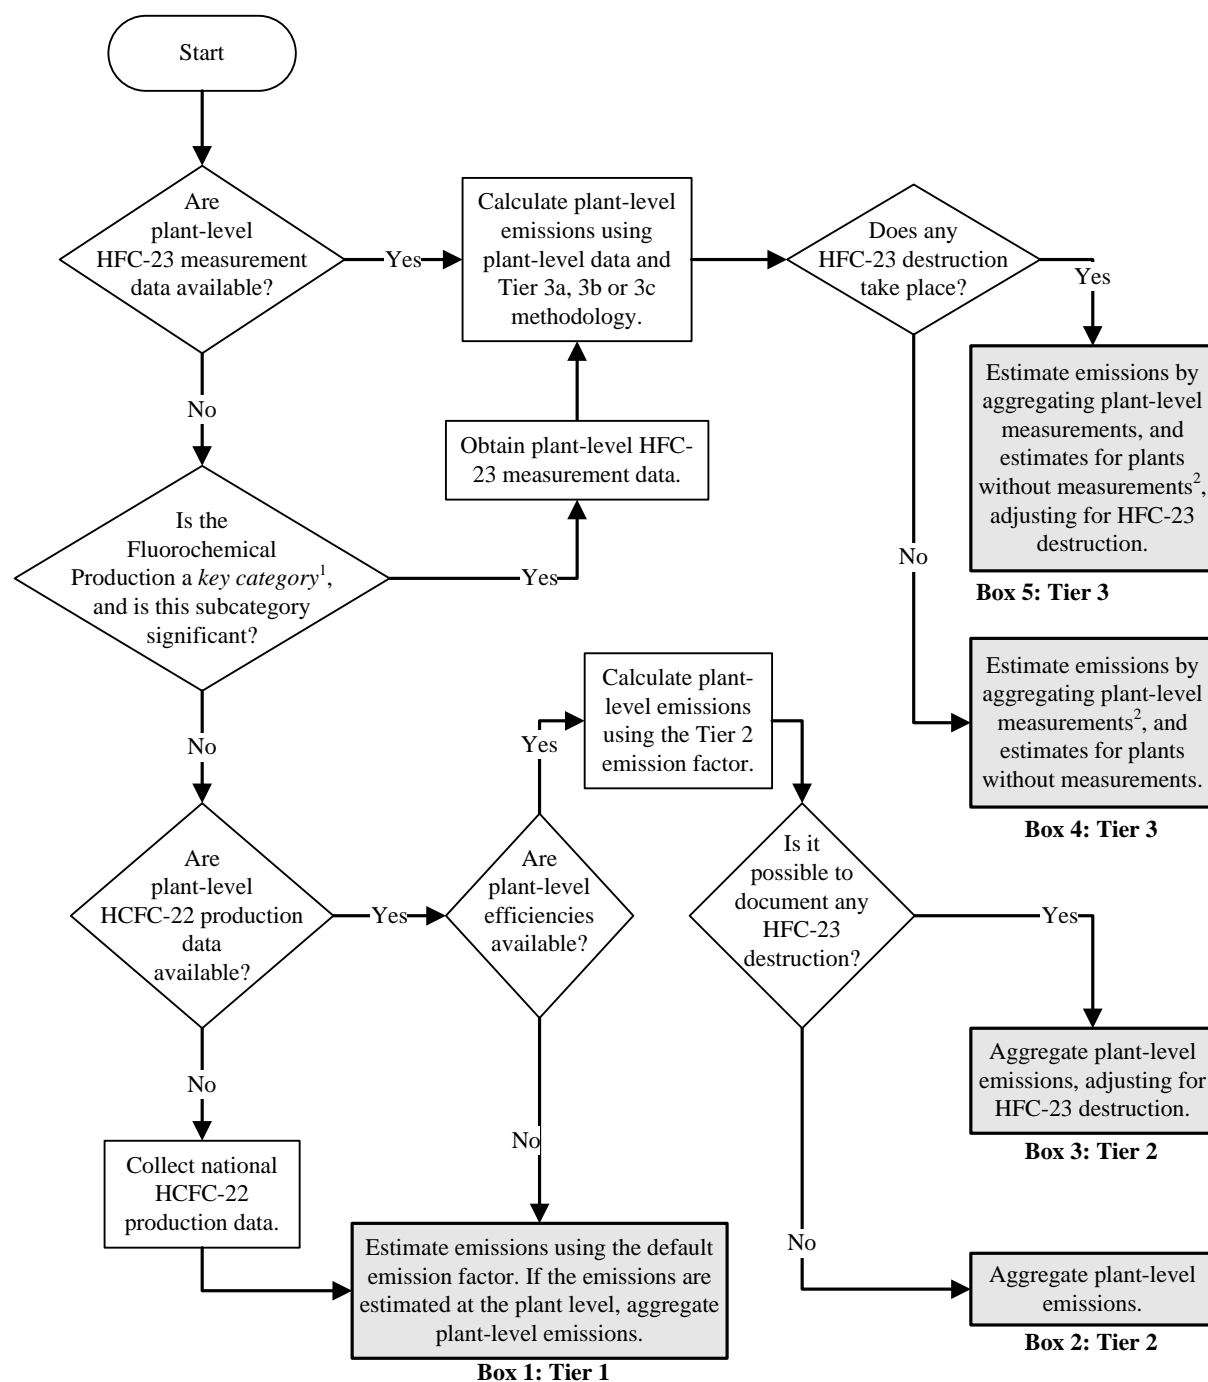 Start
Are
plant-level
HFC-23 measurement
data available?
Yes
Calculate plant-level
emissions using
plant-level data and
Tier 3a, 3b or 3c
methodology.
Does any
HFC-23 destruction
take place?
Yes
Estimate emissions by
aggregating plant-level
measurements, and
estimates for plants
without measurements²,
adjusting for HFC-23
destruction.
Box 5: Tier 3
No
Obtain plant-level HFC-
23 measurement data.
Is the
Fluorochemical
Production a key category¹,
and is this subcategory
significant?
Yes
No
Estimate emissions by
aggregating plant-level
measurements², and
estimates for plants
without measurements.
Box 4: Tier 3
Calculate plant-
level emissions
using the Tier 2
emission factor.
No
Yes
Are
plant-level
HCFC-22 production
data
available?
Yes
Are
plant-level
efficiencies
available?
Is it
possible to
document any
HFC-23
destruction?
Yes
Aggregate plant-level
emissions, adjusting for
HFC-23 destruction.
Box 3: Tier 2
No
No
Collect national
HCFC-22
production data.
Estimate emissions using the default
emission factor. If the emissions are
estimated at the plant level, aggregate
plant-level emissions.
Box 1: Tier 1
No
Aggregate plant-level
emissions.
Box 2: Tier 2